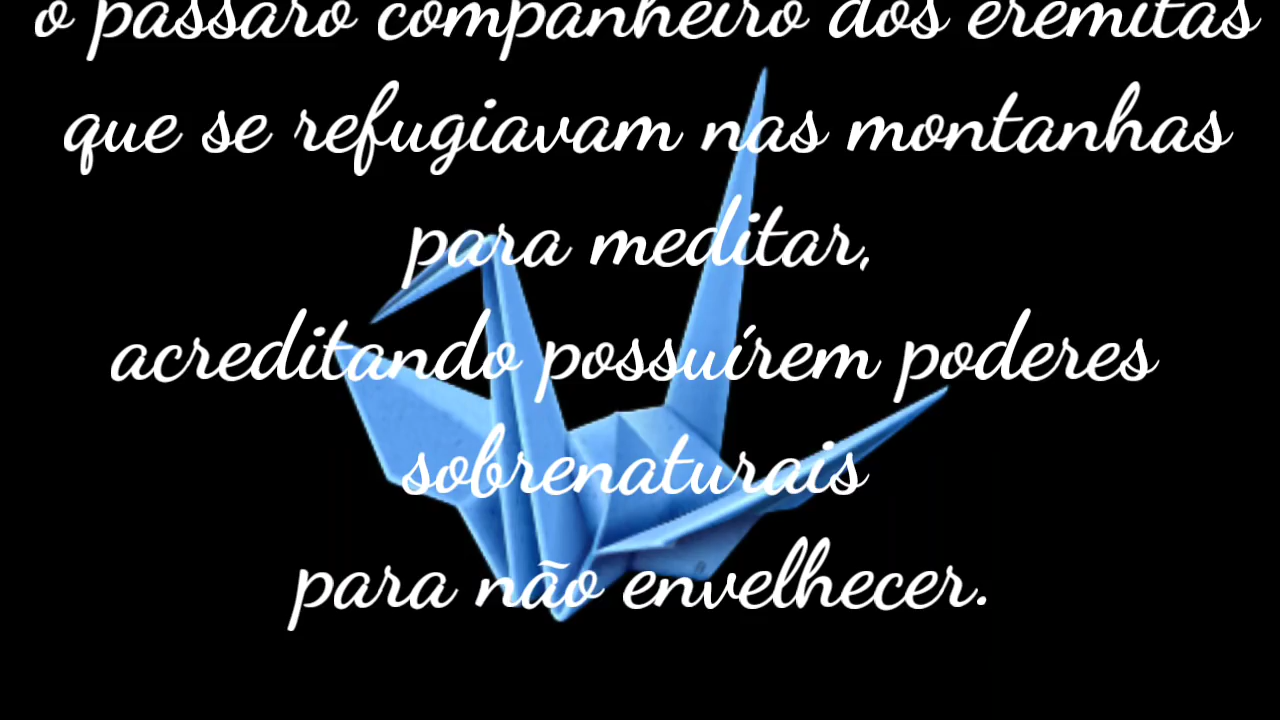 o pássaro companheiro dos eremitas
que se refugiavam nas montanhas
para meditar,
acreditando possuírem poderes
sobrenaturais
para não envelhecer.